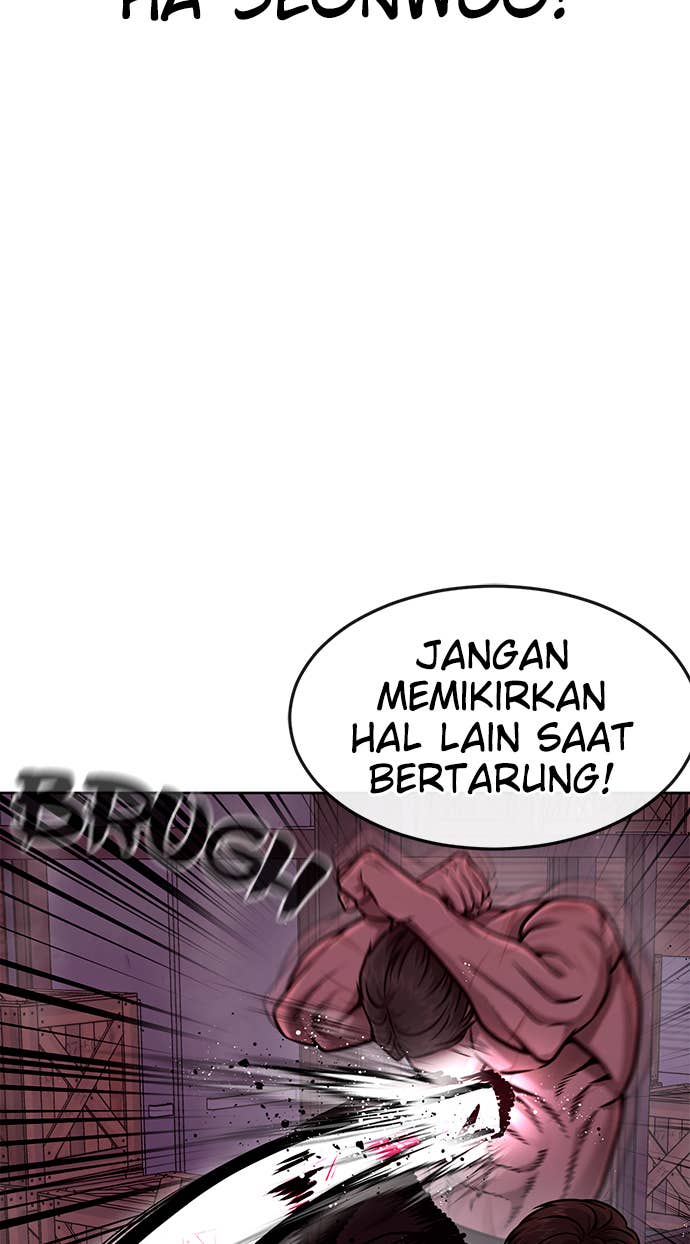 HA SEONWOO!
JANGAN
MEMIKIRKAN
HAL LAIN SAAT
BERTARUNG!
BRUGH